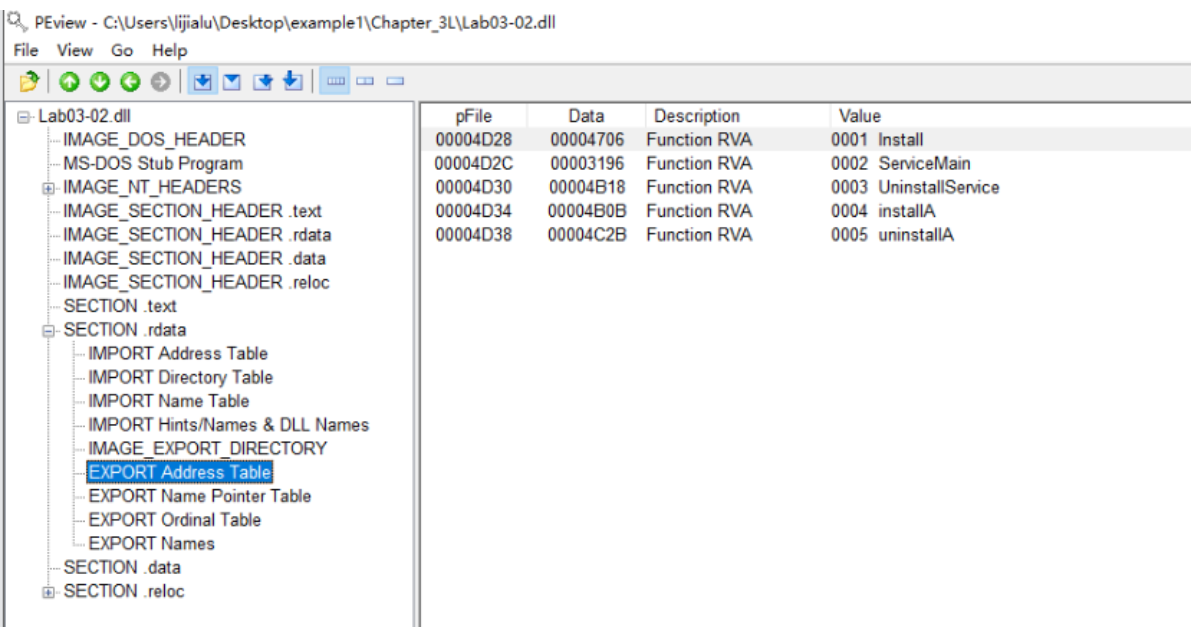 PEview - C:\Users\lijialu\Desktop\example1\Chapter_3L\Lab03-02.dll
File View Go Help
Lab03-02.dll
IMAGE_DOS_HEADER
MS-DOS Stub Program
IMAGE_NT_HEADERS
IMAGE_SECTION_HEADER .text
IMAGE_SECTION_HEADER .rdata
IMAGE_SECTION_HEADER .data
IMAGE_SECTION_HEADER .reloc
SECTION .text
SECTION .rdata
IMPORT Address Table
IMPORT Directory Table
IMPORT Name Table
IMPORT Hints/Names & DLL Names
IMAGE_EXPORT_DIRECTORY
EXPORT Address Table
EXPORT Name Pointer Table
EXPORT Ordinal Table
EXPORT Names
SECTION .data
SECTION .reloc
pFile Data Description Value
00004D28 00004706 Function RVA 0001 Install
00004D2C 00003196 Function RVA 0002 ServiceMain
00004D30 00004B18 Function RVA 0003 UninstallService
00004D34 00004B0B Function RVA 0004 installA
00004D38 00004C2B Function RVA 0005 uninstallA